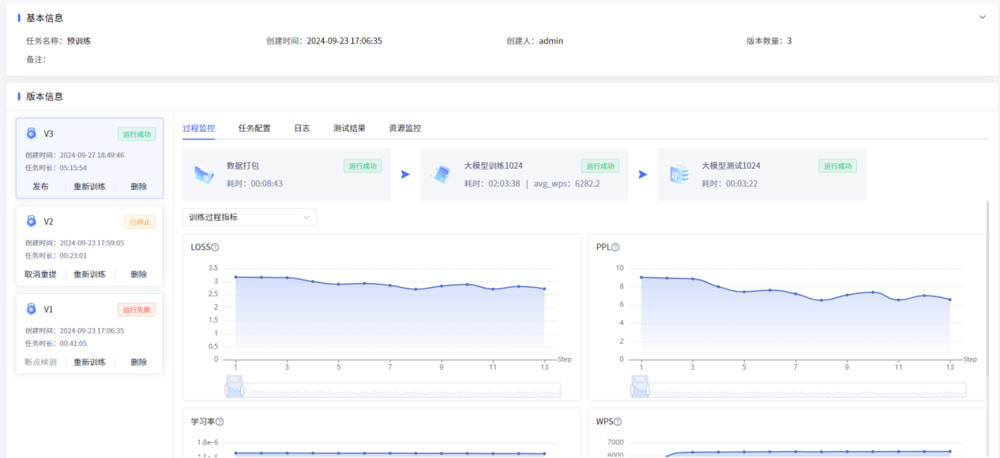 基本信息
任务名称：预训练
创建时间：2024-09-23 17:06:35
创建人：admin
版本数量：3
备注：
版本信息
V3
运行成功
创建时间：2024-09-27 18:49:46
任务时长：05:15:54
发布 重新训练 删除
V2
已停止
创建时间：2024-09-23 17:59:05
任务时长：00:23:01
取消重提 重新训练 删除
V1
运行失败
创建时间：2024-09-23 17:06:35
任务时长：00:41:05
断点续训 重新训练 删除
过程监控 任务配置 日志 测试结果 资源监控
数据打包
运行成功
耗时：00:08:43
大模型训练1024
运行成功
耗时：02:03:38 | avg_wps：6282.2
大模型测试1024
运行成功
耗时：00:03:22
训练过程指标
LOSS?
3.5
3
2.5
2
1.5
1
0.5
0
1 3 5 7 9 11 13
Step
PPL?
10
8
6
4
2
0
1 3 5 7 9 11 13
Step
学习率?
1.8e-6
1.5e-6
WPS?
7000
6000